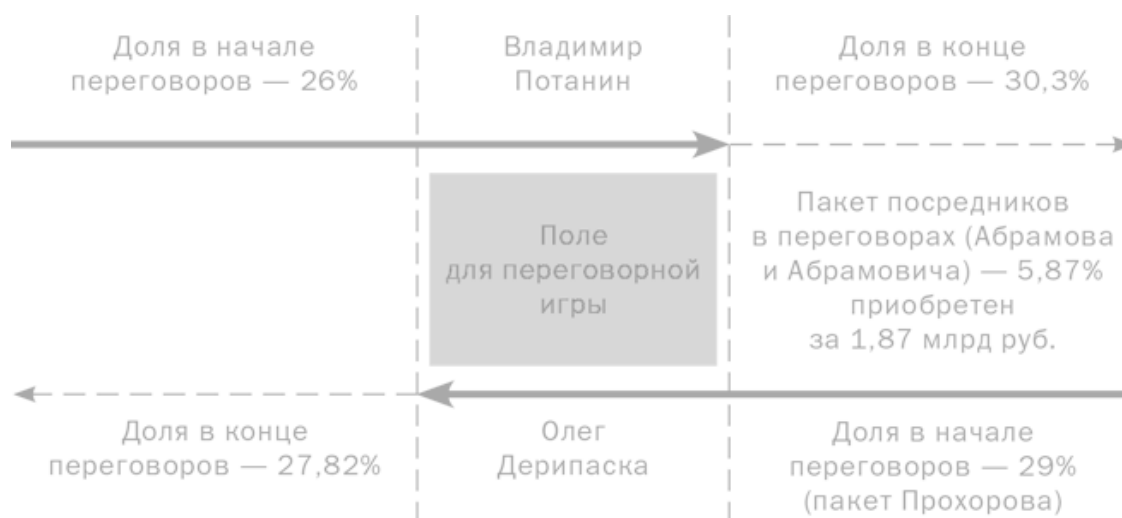 Доля в начале
переговоров — 26%
Владимир
Потанин
Доля в конце
переговоров — 30,3%
Поле
для переговорной
игры
Пакет посредников
в переговорах (Абрамова
и Абрамовича) — 5,87%
приобретен
за 1,87 млрд руб.
Доля в конце
переговоров — 27,82%
Олег
Дерипаска
Доля в начале
переговоров — 29%
(пакет Прохорова)